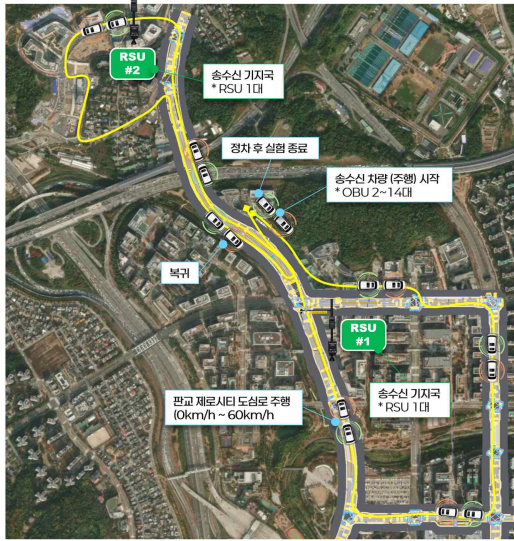 RSU
#2
송수신 기지국
* RSU 1대
정차 후 실험 종료
송수신 차량 (주행) 시작
* OBU 2~14대
복귀
RSU
#1
송수신 기지국
* RSU 1대
판교 제로시티 도심로 주행
(0km/h ~ 60km/h